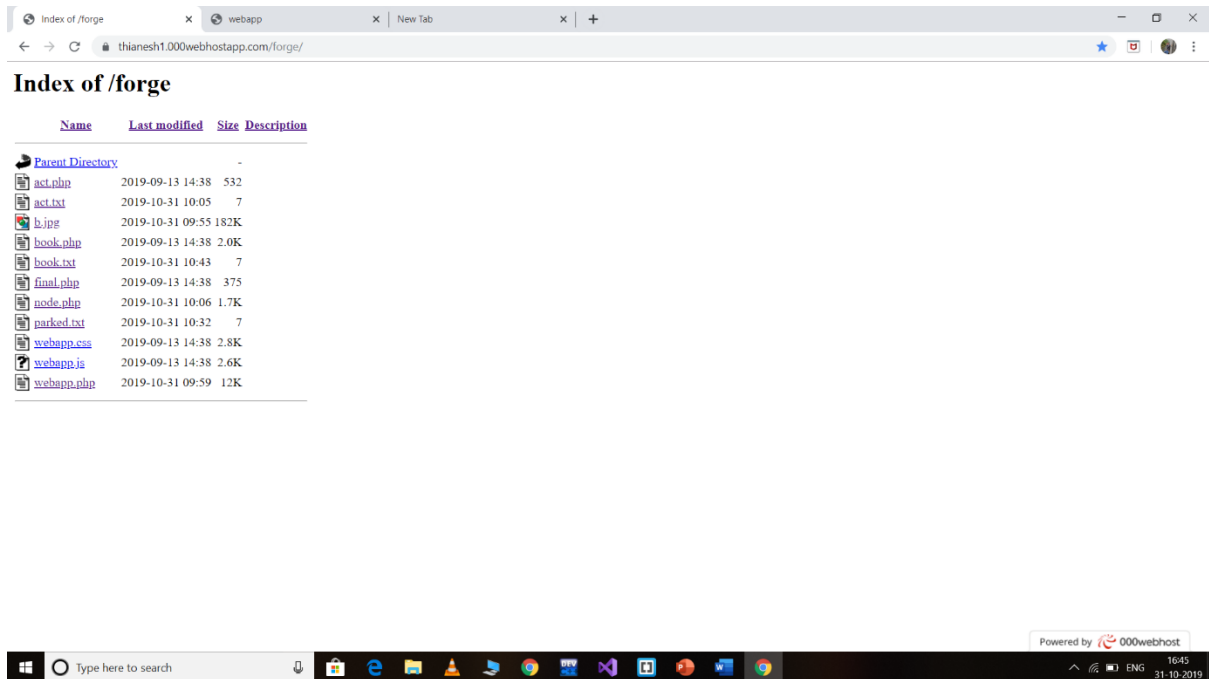 Index of /forge webapp New Tab
thianesh1.000webhostapp.com/forge/
Index of /forge
Name Last modified Size Description
Parent Directory -
act.php 2019-09-13 14:38 532
act.txt 2019-10-31 10:05 7
b.jpg 2019-10-31 09:55 182K
book.php 2019-09-13 14:38 2.0K
book.txt 2019-10-31 10:43 7
final.php 2019-09-13 14:38 375
node.php 2019-10-31 10:06 1.7K
parked.txt 2019-10-31 10:32 7
webapp.css 2019-09-13 14:38 2.8K
webapp.js 2019-09-13 14:38 2.6K
webapp.php 2019-10-31 09:59 12K
Powered by 000webhost
Type here to search DEV ENG 16:45
31-10-2019